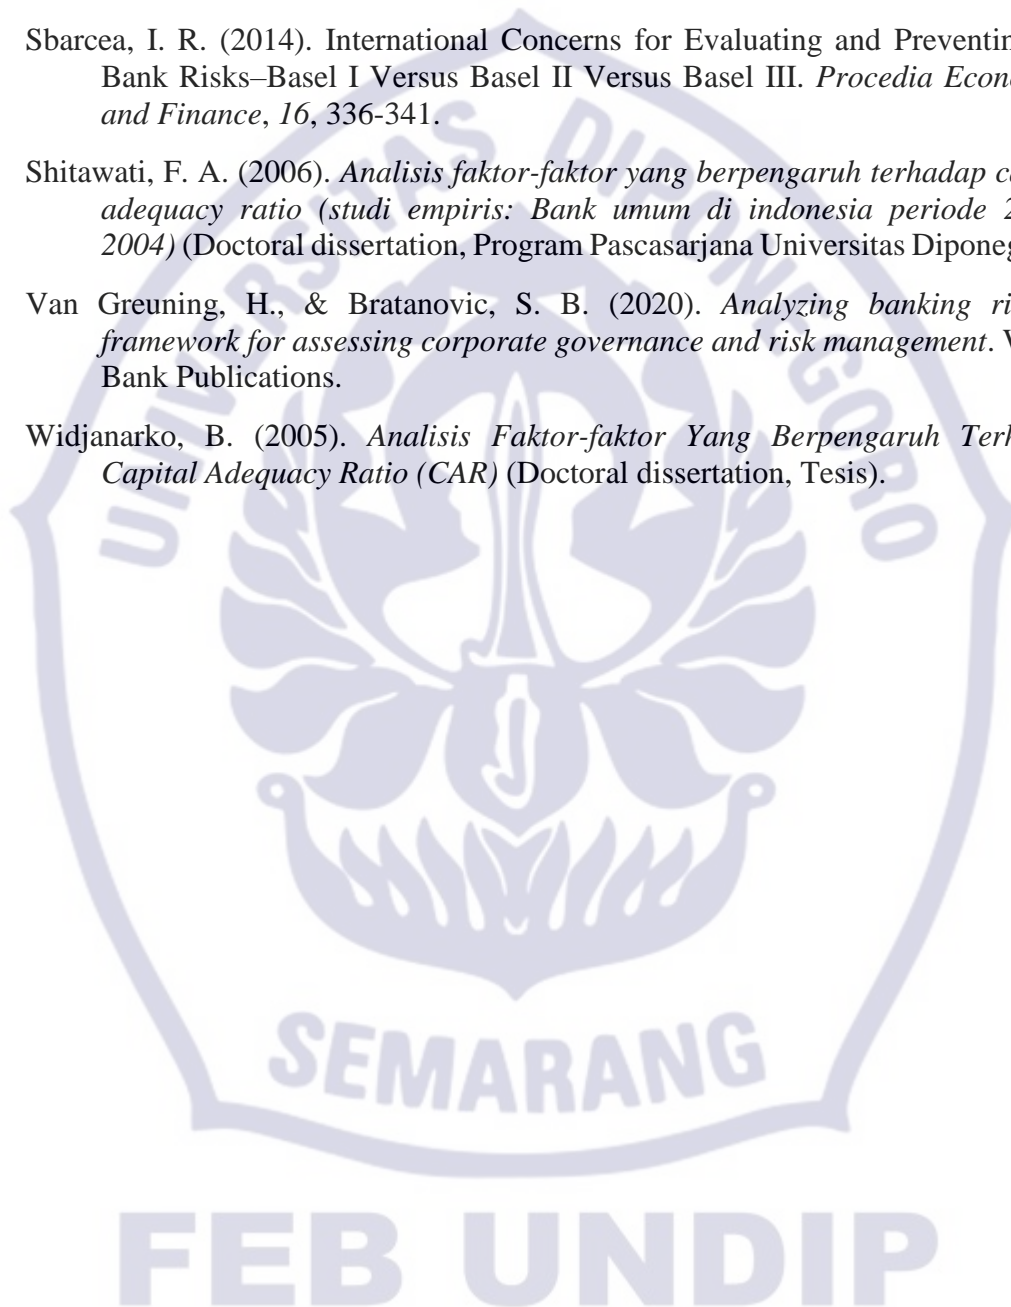 Sbarcea, I. R. (2014). International Concerns for Evaluating and Preventin
Bank Risks–Basel I Versus Basel II Versus Basel III. Procedia Econo
and Finance, 16, 336-341.
Shitawati, F. A. (2006). Analisis faktor-faktor yang berpengaruh terhadap c
adequacy ratio (studi empiris: Bank umum di indonesia periode 2
2004) (Doctoral dissertation, Program Pascasarjana Universitas Diponeg
Van Greuning, H., & Bratanovic, S. B. (2020). Analyzing banking ri
framework for assessing corporate governance and risk management.
Bank Publications.
Widjanarko, B. (2005). Analisis Faktor-faktor Yang Berpengaruh Terh
Capital Adequacy Ratio (CAR) (Doctoral dissertation, Tesis).
UNIVERSITAS DIPONEGORO
SEMARANG
FEB UNDIP